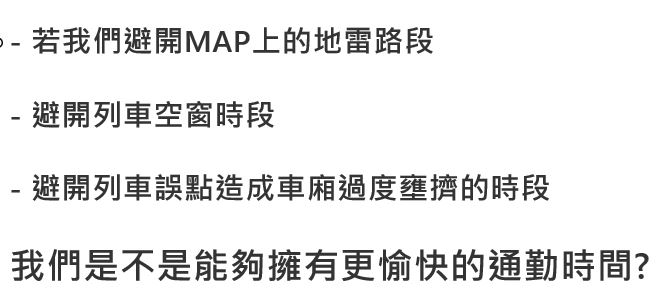 - 若我們避開MAP上的地雷路段
- 避開列車空窗時段
- 避開列車誤點造成車廂過度壅擠的時段
我們是不是能夠擁有更愉快的通勤時間?